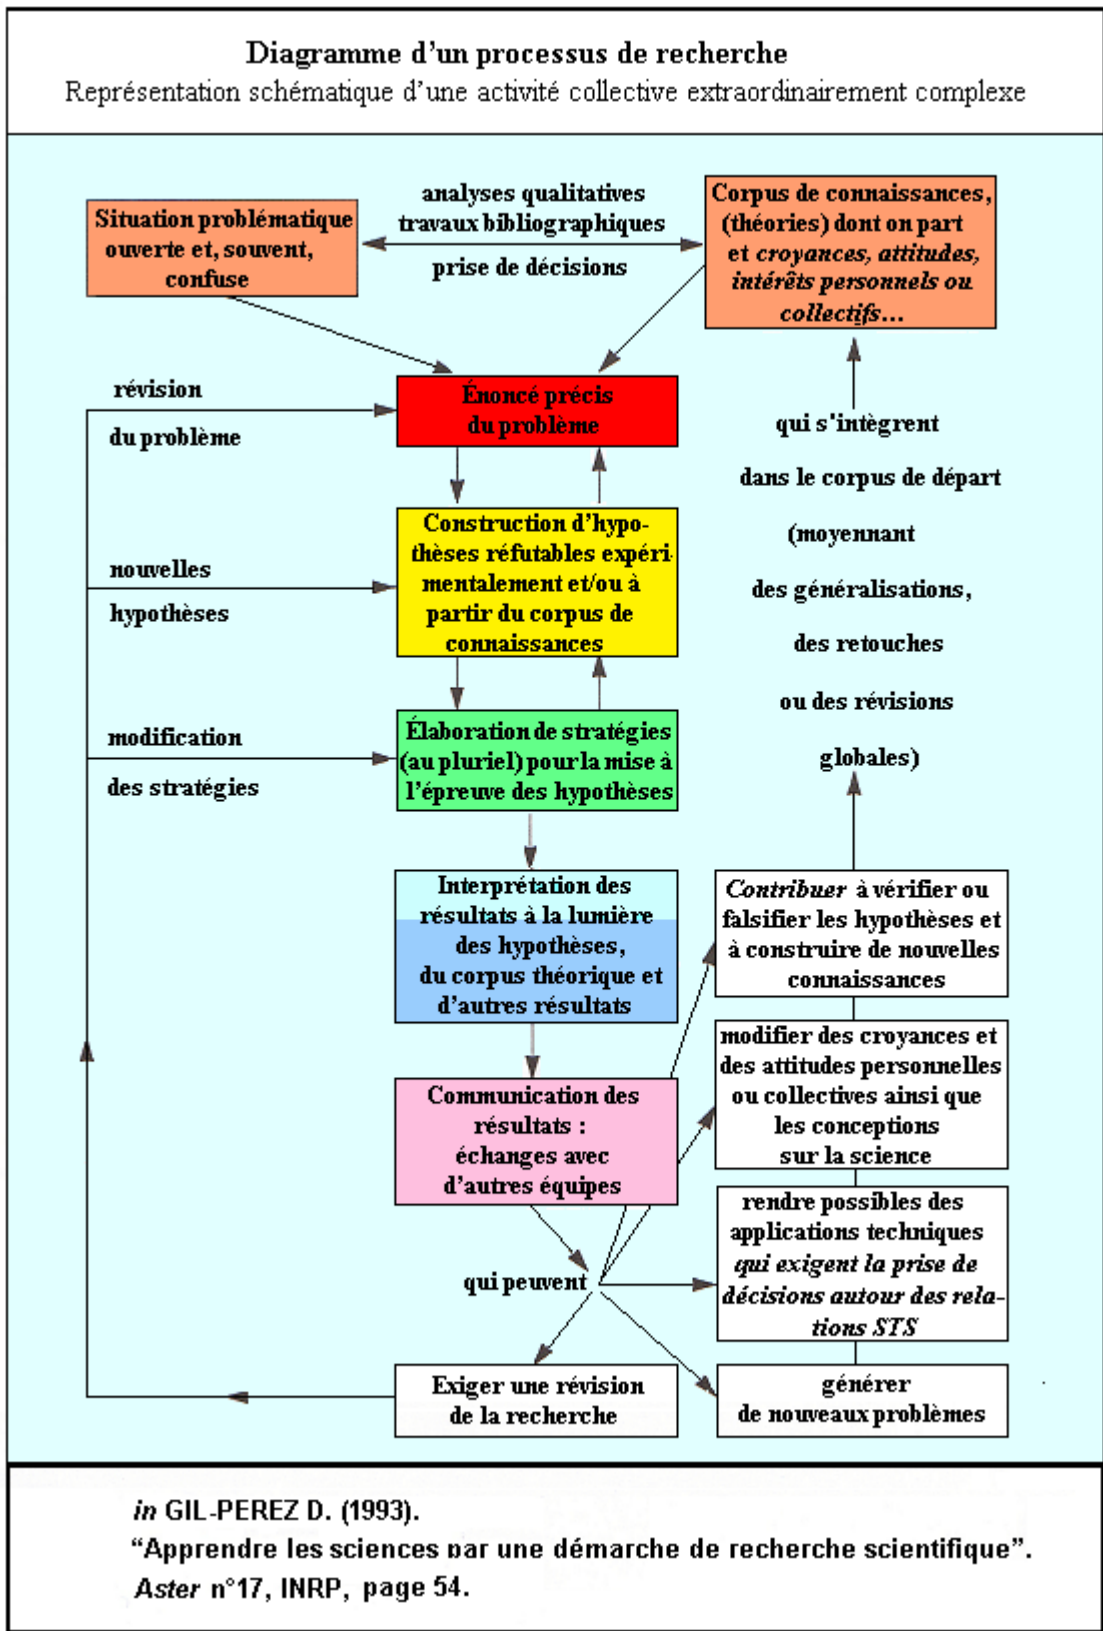 Diagramme d'un processus de recherche
Représentation schématique d'une activité collective extraordinairement complexe
Situation problématique
ouverte et, souvent,
confuse
analyses qualitatives
travaux bibliographiques
prise de décisions
Corpus de connaissances,
(théories) dont on part
et croyances, attitudes,
intérêts personnels ou
collectifs...
révision
du problème
Énoncé précis
du problème
nouvelles
hypothèses
Construction d'hypo-
thèses réfutables expéri-
mentalement et/ou à
partir du corpus de
connaissances
modification
des stratégies
Élaboration de stratégies
(au pluriel) pour la mise à
l'épreuve des hypothèses
Interprétation des
résultats à la lumière
des hypothèses,
du corpus théorique et
d'autres résultats
Communication des
résultats :
échanges avec
d'autres équipes
qui peuvent
Exiger une révision
de la recherche
qui s'intègrent
dans le corpus de départ
(moyennant
des généralisations,
des retouches
ou des révisions
globales)
Contribuer à vérifier ou
falsifier les hypothèses et
à construire de nouvelles
connaissances
modifier des croyances et
des attitudes personnelles
ou collectives ainsi que
les conceptions
sur la science
rendre possibles des
applications techniques
qui exigent la prise de
décisions autour des rela-
tions STS
générer
de nouveaux problèmes
in GIL-PEREZ D. (1993).
"Apprendre les sciences par une démarche de recherche scientifique".
Aster n°17, INRP, page 54.